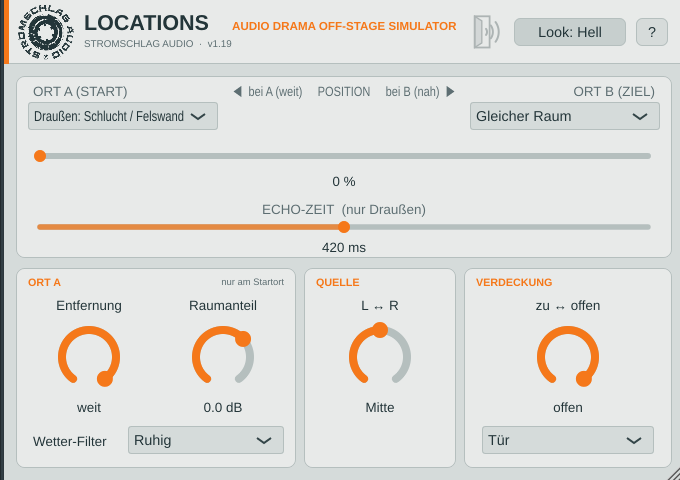 STROMSCHLAG AUDIO
LOCATIONS
AUDIO DRAMA OFF-STAGE SIMULATOR
STROMSCHLAG AUDIO · v1.19
Look: Hell
?
ORT A (START)
◀ bei A (weit) POSITION bei B (nah) ▶
ORT B (ZIEL)
Draußen: Schlucht / Felswand
Gleicher Raum
0 %
ECHO-ZEIT (nur Draußen)
420 ms
ORT A
nur am Startort
Entfernung
Raumanteil
weit
0.0 dB
Wetter-Filter
Ruhig
QUELLE
L ↔ R
Mitte
VERDECKUNG
zu ↔ offen
offen
Tür